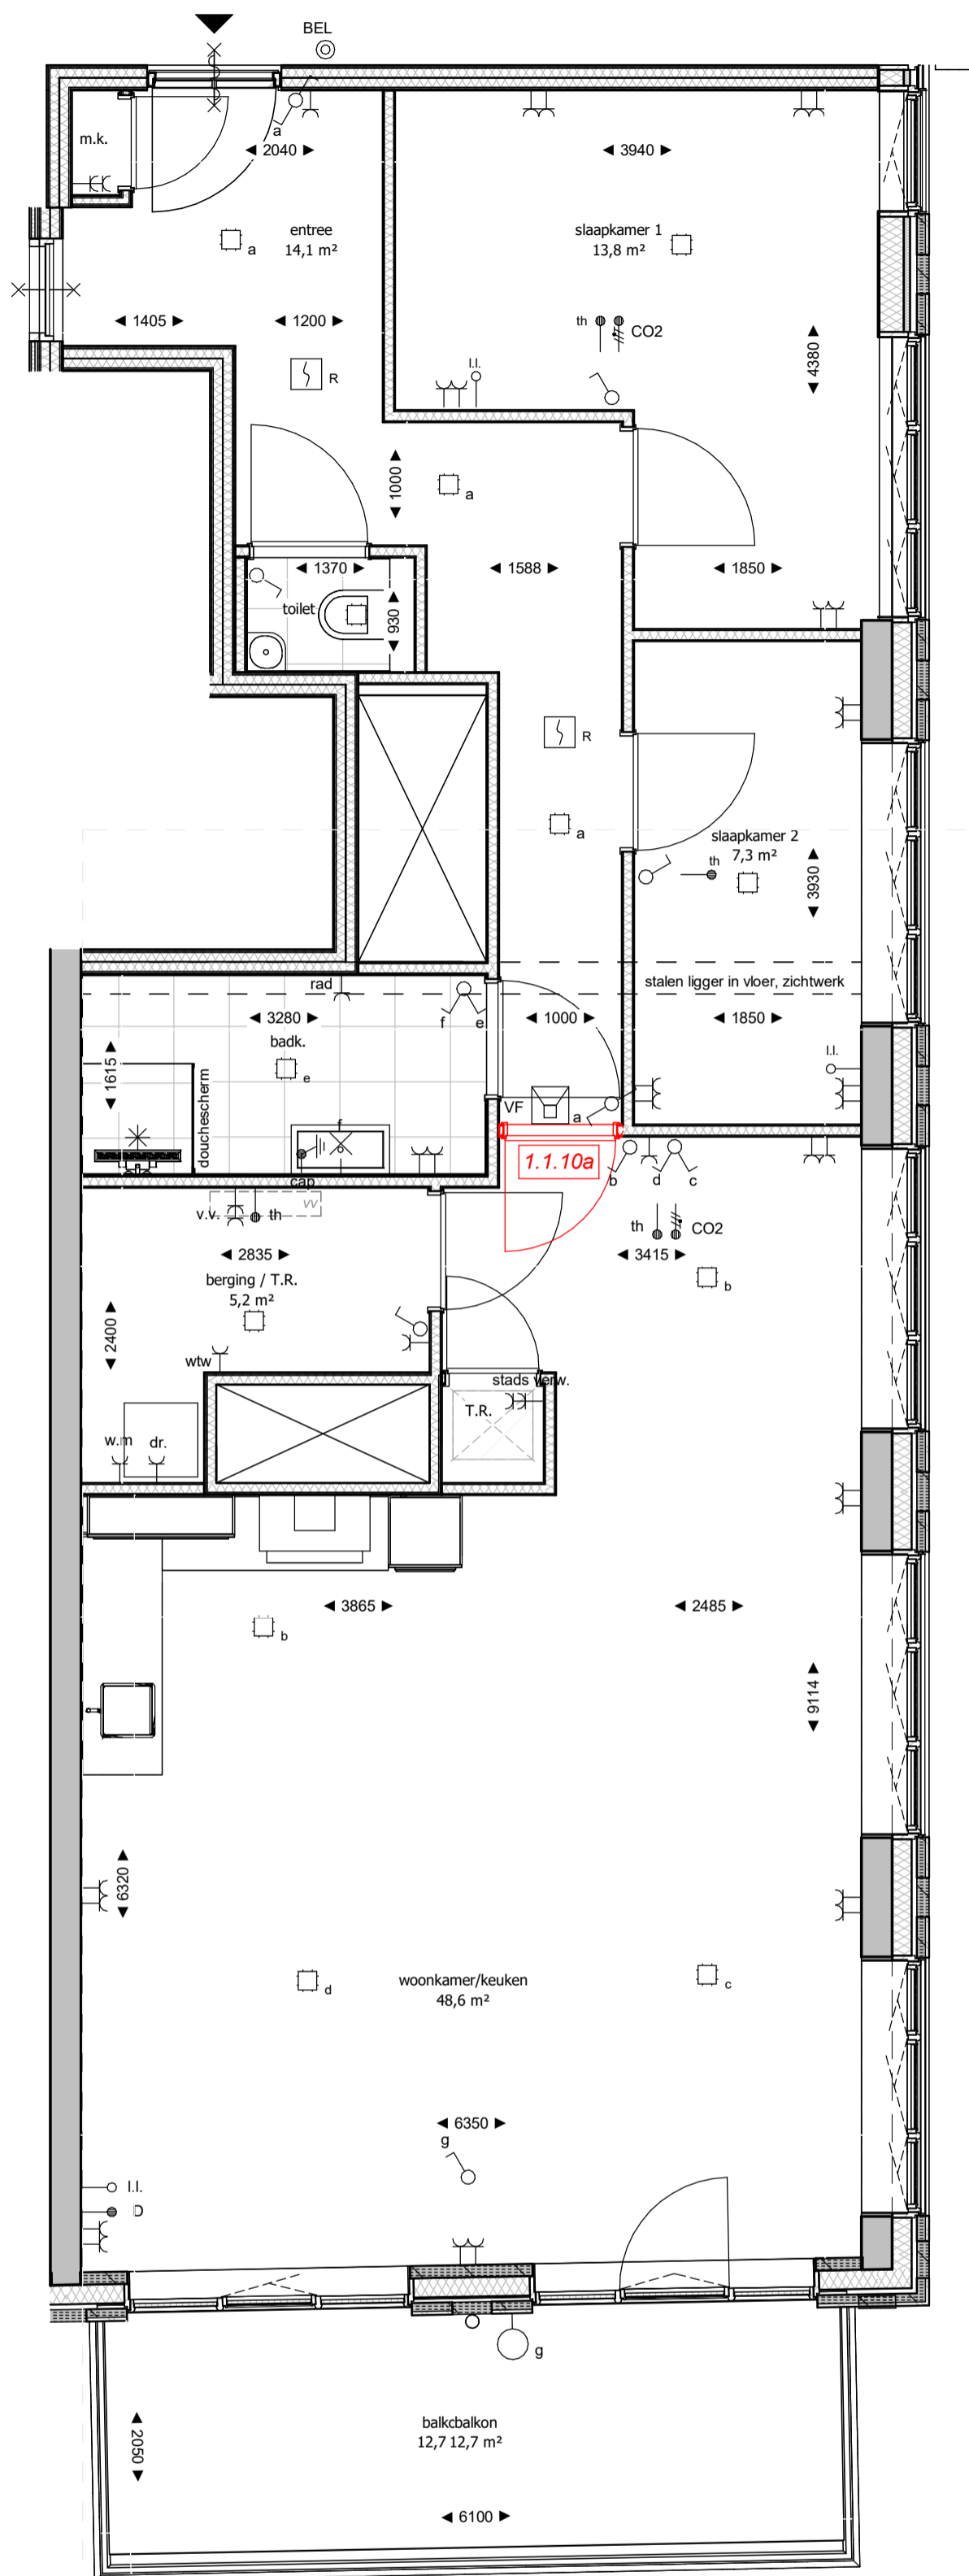 BEL
m.k.
a
2040
3940
entree
14,1 m²
a
slaapkamer 1
13,8 m²
1405
1200
th
CO2
4380
R
l.l.
1000
a
1370
1588
1850
toilet
930
R
a
slaapkamer 2
7,3 m²
th
3930
rad
stalen ligger in vloer, zichtwerk
3280
f
e
1000
1850
badk.
1615
e
l.l.
douchescherm
VF
a
f
1.1.10a
b
d
c
cap
vv
v.v.
th
th
CO2
2835
3415
berging / T.R.
5,2 m²
b
2400
wtw
stads verw.
T.R.
w.m
dr.
3865
2485
b
9114
6320
woonkamer/keuken
48,6 m²
d
c
6350
g
l.l.
D
g
balkcbalkon
12,7 12,7 m²
2050
6100